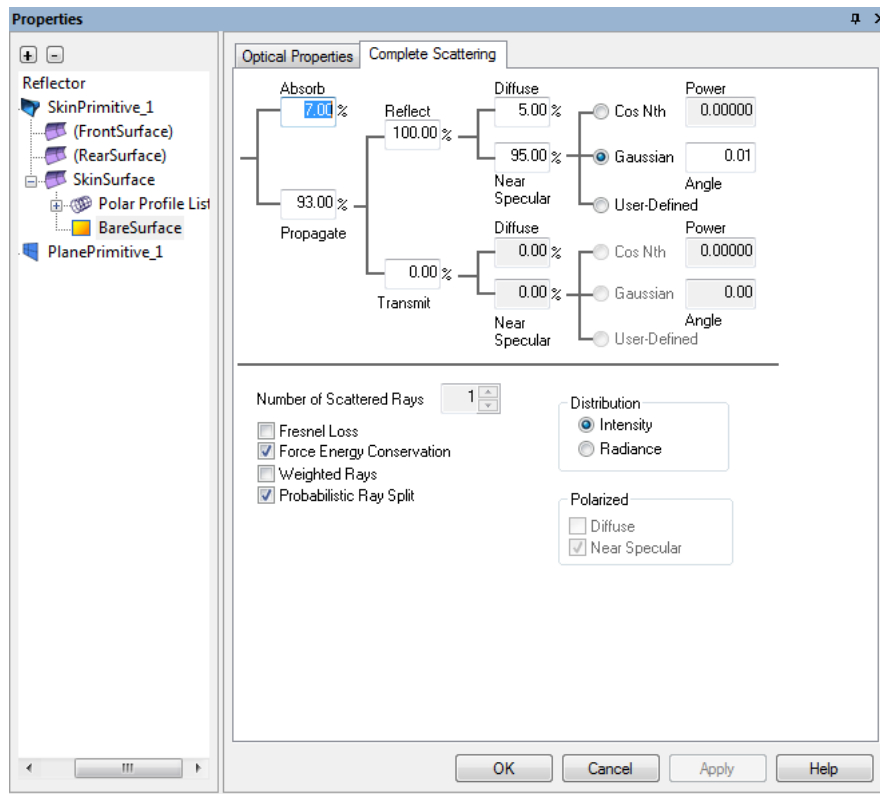 Properties
Optical Properties
Complete Scattering
Reflector
SkinPrimitive_1
(FrontSurface)
(RearSurface)
SkinSurface
Polar Profile List
BareSurface
PlanePrimitive_1
Absorb
7.00 %
93.00 %
Propagate
Reflect
100.00 %
0.00 %
Transmit
Diffuse
5.00 %
95.00 %
Near
Specular
Cos Nth
Gaussian
User-Defined
Power
0.00000
0.01
Angle
Diffuse
0.00 %
0.00 %
Near
Specular
Cos Nth
Gaussian
User-Defined
Power
0.00000
0.00
Angle
Number of Scattered Rays 1
Fresnel Loss
Force Energy Conservation
Weighted Rays
Probabilistic Ray Split
Distribution
Intensity
Radiance
Polarized
Diffuse
Near Specular
OK Cancel Apply Help